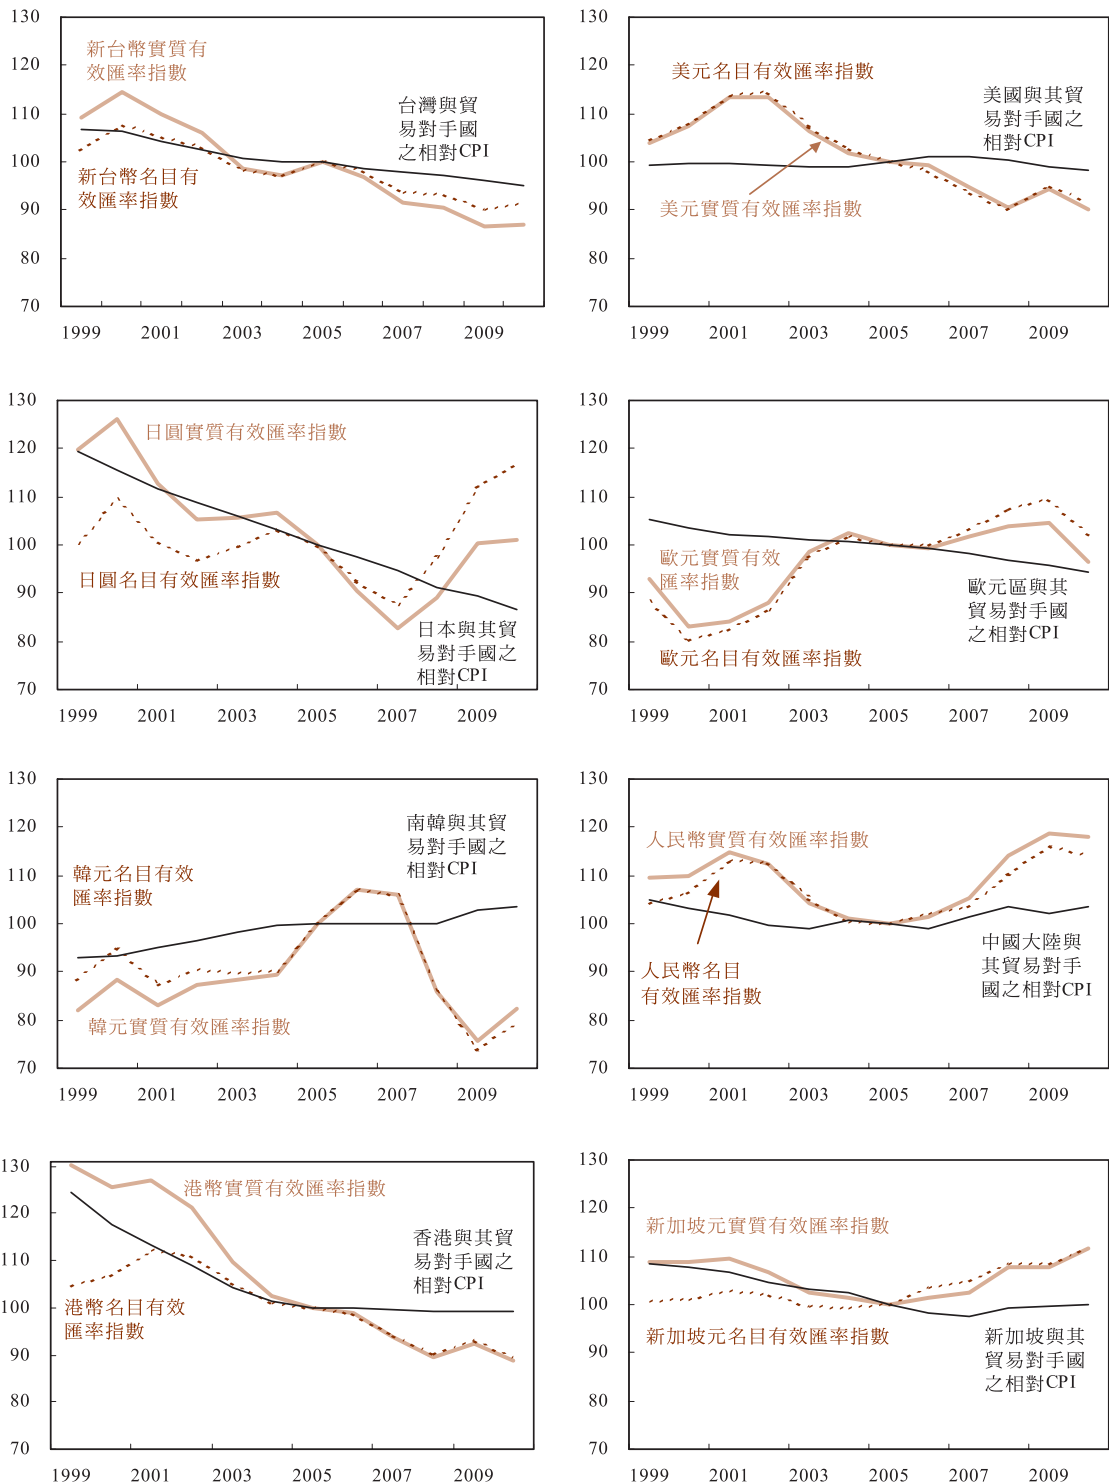 130
120
110
100
90
80
70
新台幣實質有
效匯率指數
台灣與貿
易對手國
之相對CPI
新台幣名目有
效匯率指數
1999
2001
2003
2005
2007
2009
130
120
110
100
90
80
70
美元名目有效匯率指數
美國與其貿
易對手國之
相對CPI
美元實質有效匯率指數
1999
2001
2003
2005
2007
2009
130
120
110
100
90
80
70
日圓實質有效匯率指數
日圓名目有效匯率指數
日本與其貿
易對手國之
相對CPI
1999
2001
2003
2005
2007
2009
130
120
110
100
90
80
70
歐元實質有效
匯率指數
歐元區與其
貿易對手國
之相對CPI
歐元名目有效匯率指數
1999
2001
2003
2005
2007
2009
130
120
110
100
90
80
70
南韓與其貿
易對手國之
相對CPI
韓元名目有效
匯率指數
韓元實質有效匯率指數
1999
2001
2003
2005
2007
2009
130
120
110
100
90
80
70
人民幣實質有效匯率指數
人民幣名目
有效匯率指數
中國大陸與
其貿易對手
國之相對CPI
1999
2001
2003
2005
2007
2009
130
120
110
100
90
80
70
港幣實質有效匯率指數
香港與其貿
易對手國之
相對CPI
港幣名目有效
匯率指數
1999
2001
2003
2005
2007
2009
130
120
110
100
90
80
70
新加坡元實質有效匯率指數
新加坡元名目有效匯率指數
新加坡與其
貿易對手國
之相對CPI
1999
2001
2003
2005
2007
2009